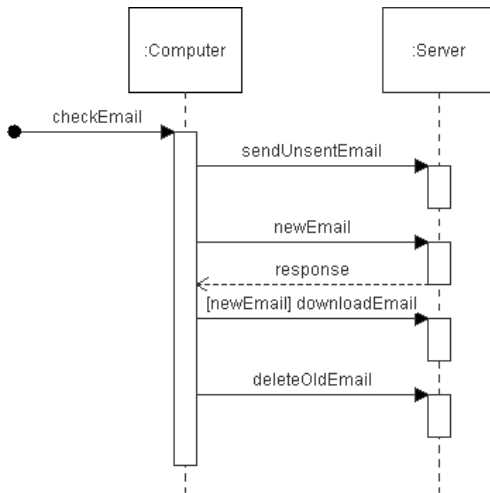 :Computer
:Server
checkEmail
sendUnsentEmail
newEmail
response
[newEmail] downloadEmail
deleteOldEmail